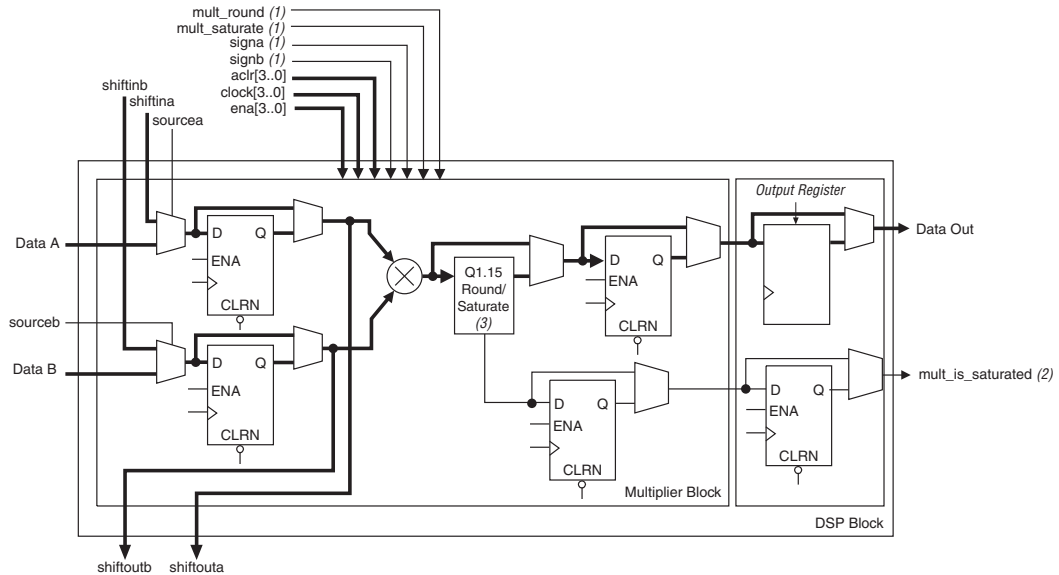 mult_round (1)
mult_saturate (1)
signa (1)
signb (1)
aclr[3..0]
clock[3..0]
ena[3..0]
shiftinb
shiftina
sourcea
Data A
D Q
ENA
CLRN
sourceb
Data B
D Q
ENA
CLRN
Q1.15
Round/
Saturate
(3)
D Q
ENA
CLRN
D Q
ENA
CLRN
Multiplier Block
Output Register
Data Out
D Q
ENA
CLRN
mult_is_saturated (2)
DSP Block
shiftoutb
shiftouta